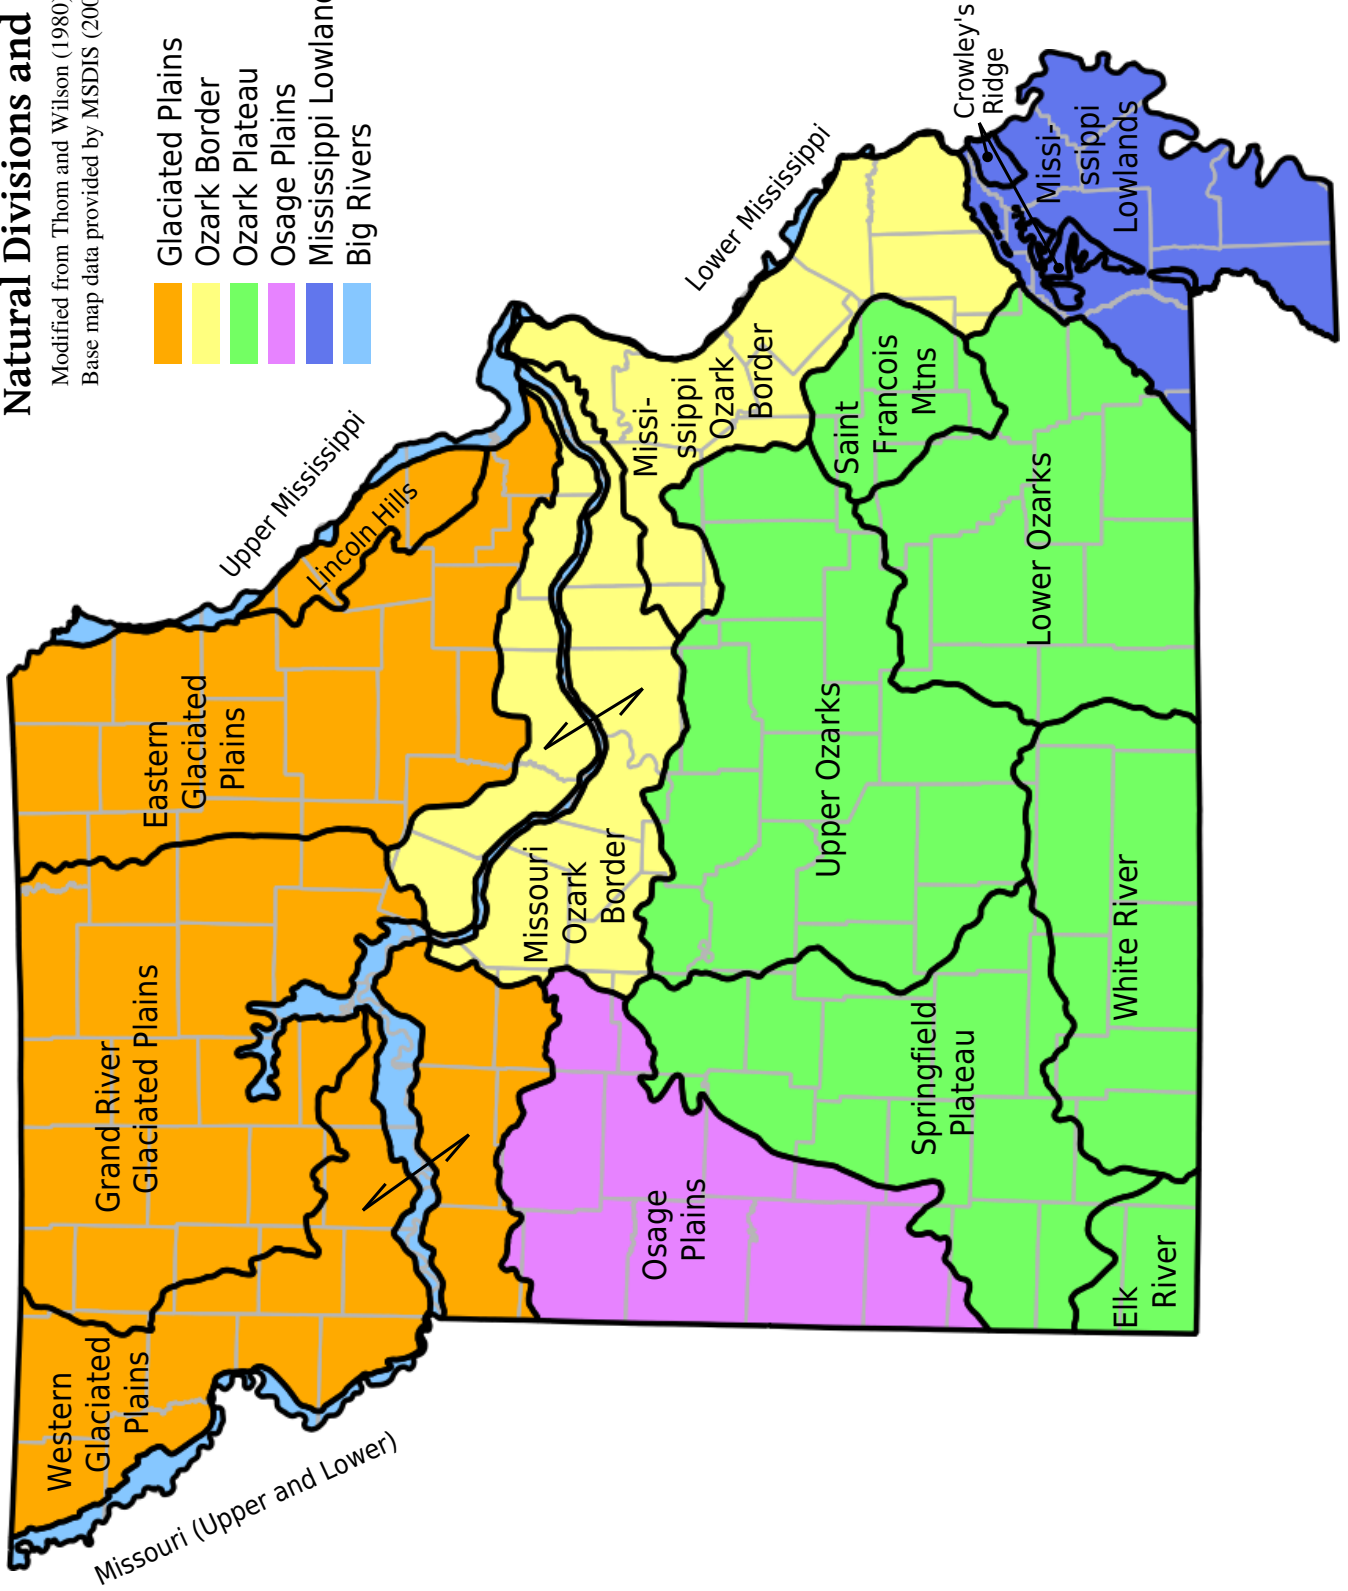 Natural Divisions and
Modified from Thom and Wilson (1980)
Base map data provided by MSDIS (200
Glaciated Plains
Ozark Border
Ozark Plateau
Osage Plains
Mississippi Lowland
Big Rivers
Western
Glaciated
Plains
Grand River
Glaciated Plains
Eastern
Glaciated
Plains
Lincoln Hills
Upper Mississippi
Missouri (Upper and Lower)
Lower Mississippi
Missouri
Ozark
Border
Missi-
ssippi
Ozark
Border
Osage
Plains
Springfield
Plateau
Upper Ozarks
Saint
Francois
Mtns
Lower Ozarks
White River
Elk
River
Crowley's
Ridge
Missi-
ssippi
Lowlands